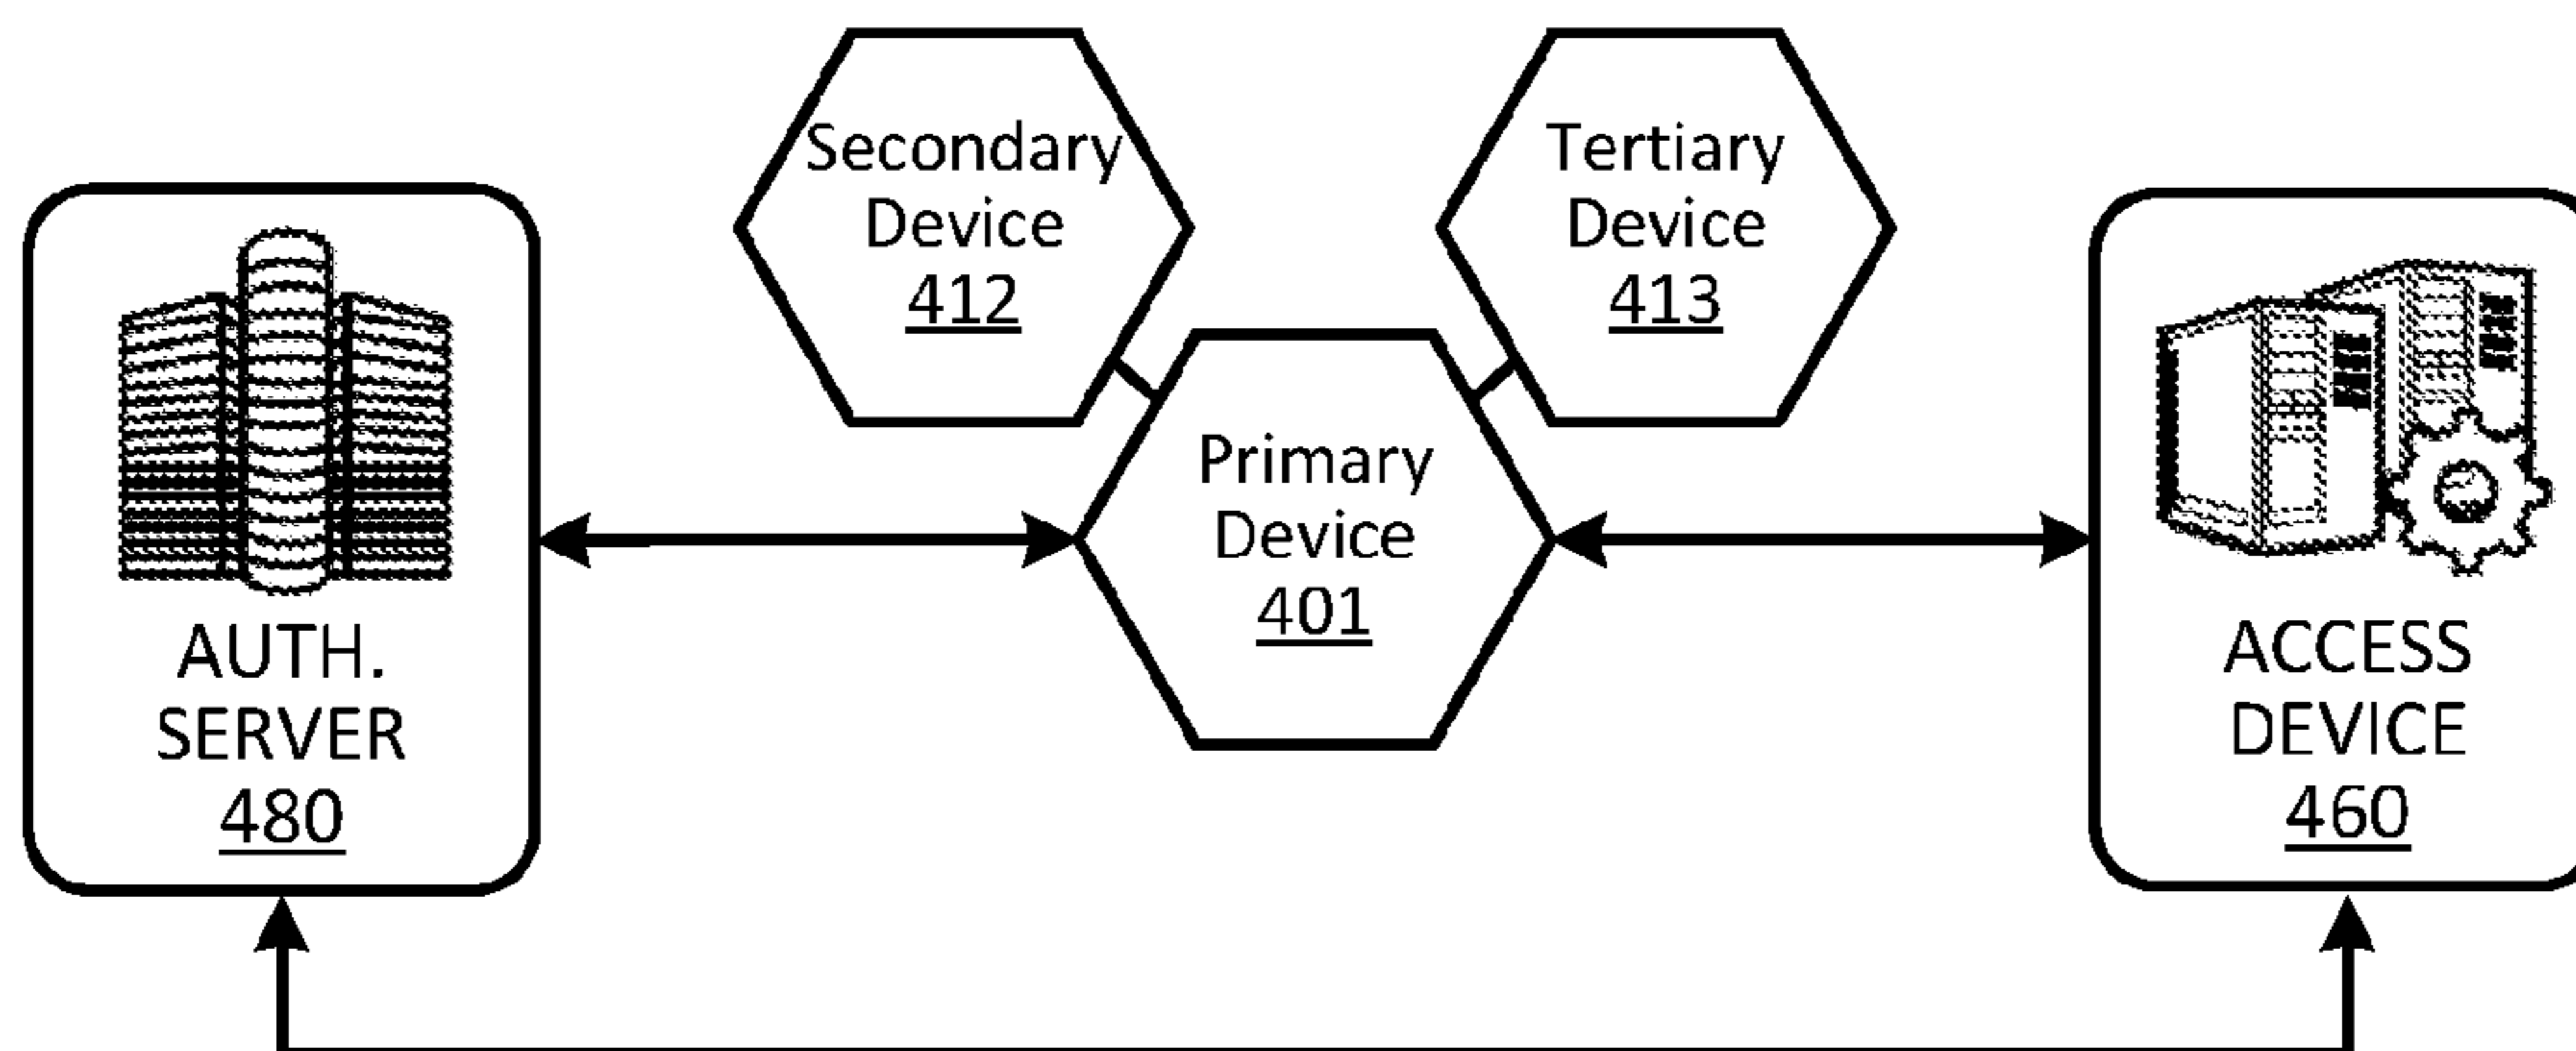 Secondary
Device
412
Tertiary
Device
413
Primary
Device
401
AUTH.
SERVER
480
ACCESS
DEVICE
460